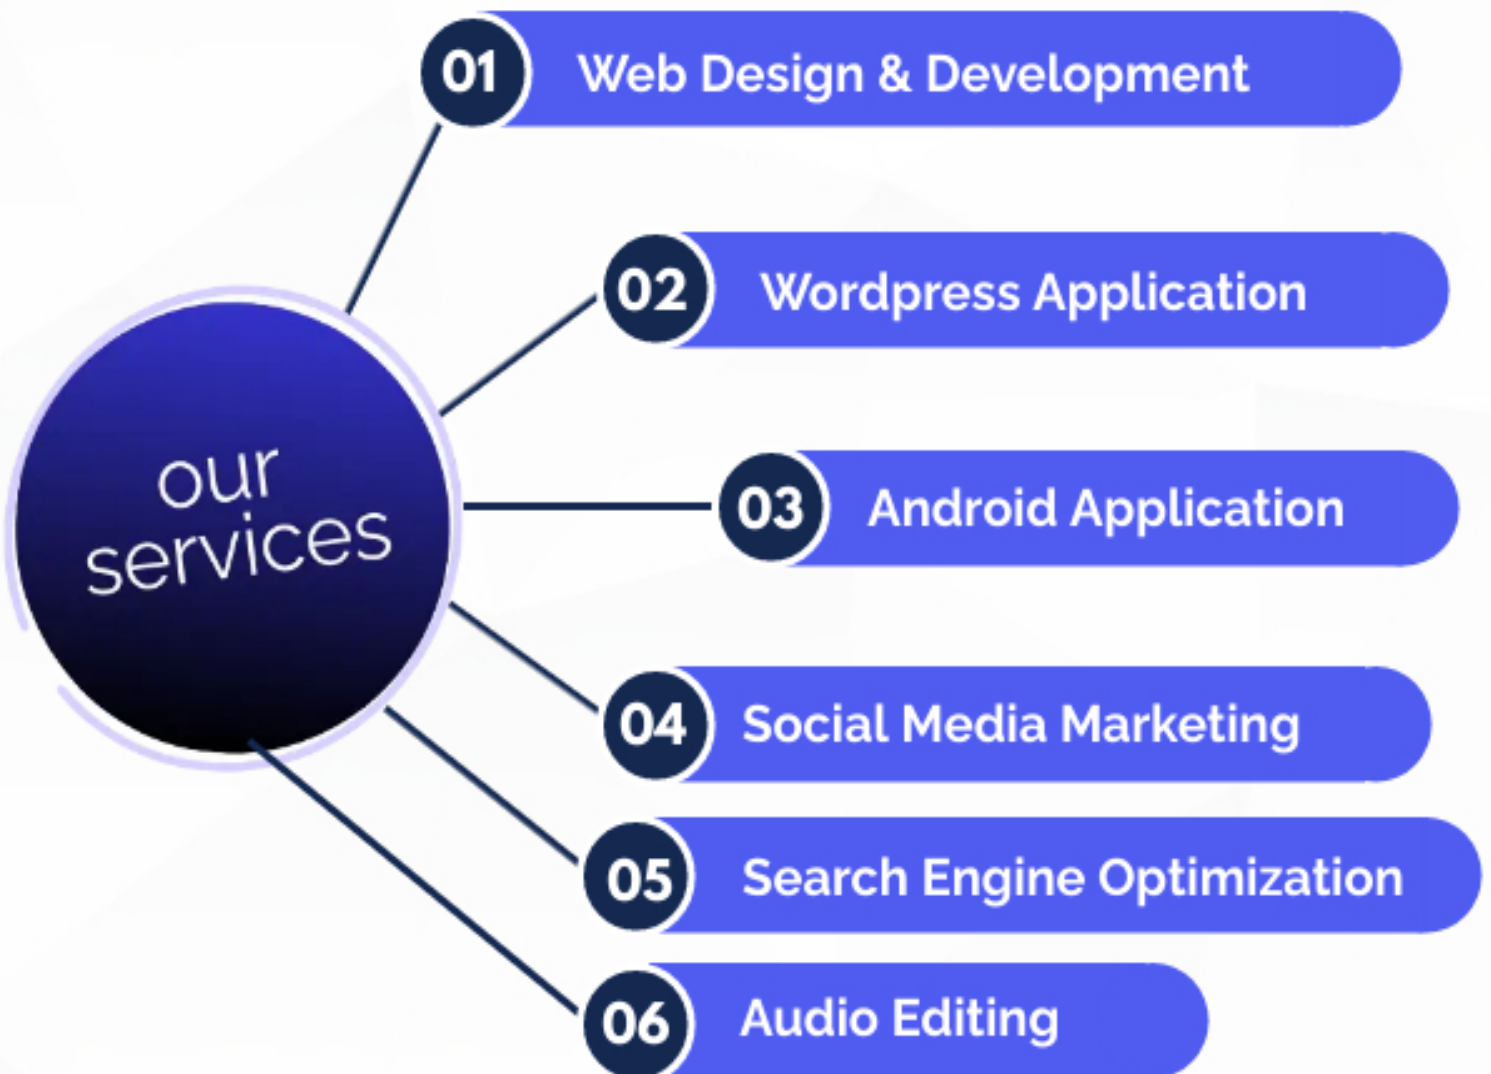 our
services
01
Web Design & Development
02
Wordpress Application
03
Android Application
04
Social Media Marketing
05
Search Engine Optimization
06
Audio Editing